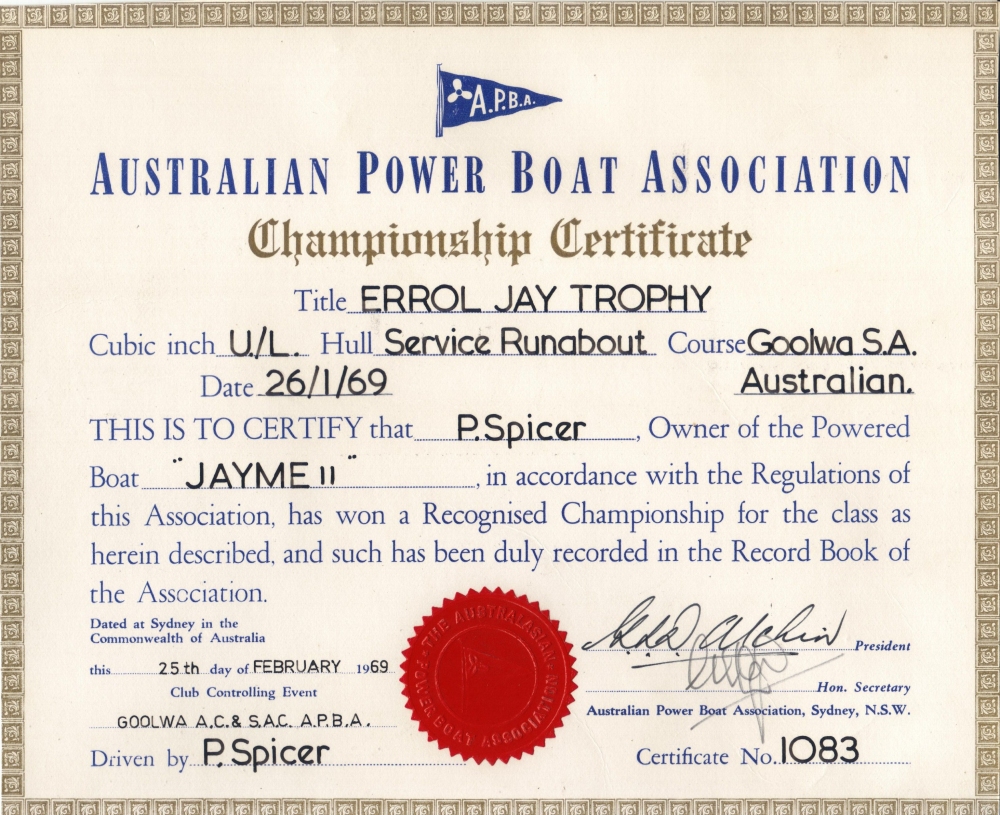 A.P.B.A.
AUSTRALIAN POWER BOAT ASSOCIATION
Championship Certificate
Title ERROL JAY TROPHY
Cubic inch U/L. Hull Service Runabout Course Goolwa S.A.
Date 26/1/69 Australian.
THIS IS TO CERTIFY that P.Spicer, Owner of the Powered
Boat "JAYME II", in accordance with the Regulations of
this Association, has won a Recognised Championship for the class as
herein described, and such has been duly recorded in the Record Book of
the Association.
Dated at Sydney in the
Commonwealth of Australia
this 25th day of FEBRUARY 1969
Club Controlling Event
GOOLWA A.C.& S.A.C. A.P.B.A.
Driven by P.Spicer
THE AUSTRALASIAN POWER BOAT ASSOCIATION
President
Hon. Secretary
Australian Power Boat Association, Sydney, N.S.W.
Certificate No. 1083